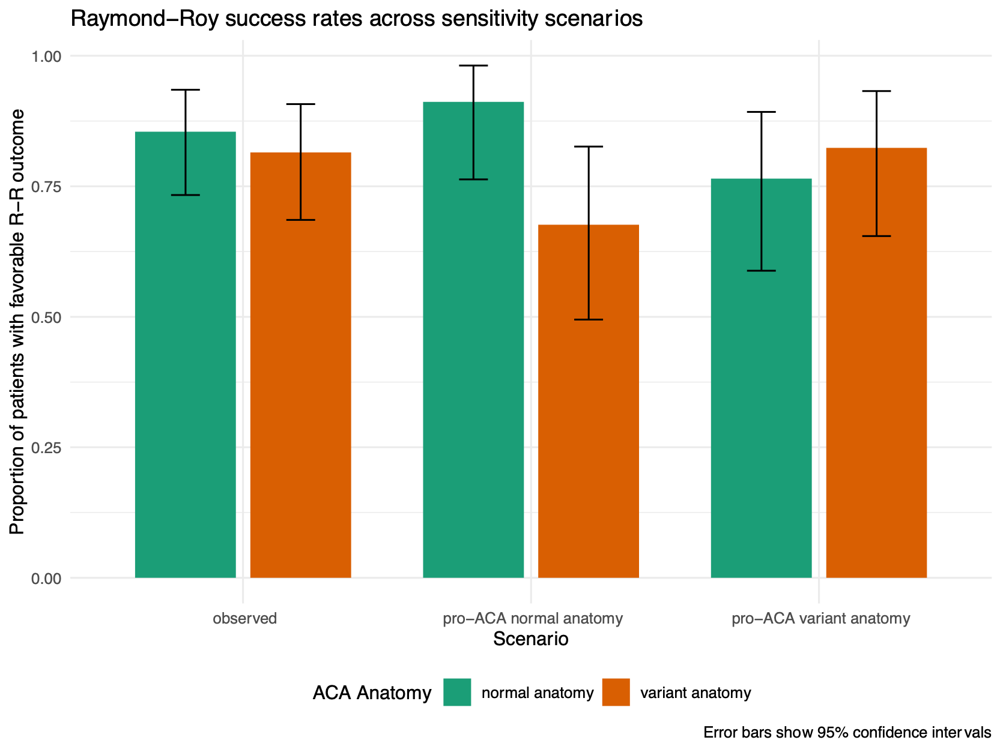 Raymond−Roy success rates across sensitivity scenarios
Proportion of patients with favorable R−R outcome
1.00
0.75
0.50
0.25
0.00
observed
pro−ACA normal anatomy
pro−ACA variant anatomy
Scenario
ACA Anatomy
normal anatomy
variant anatomy
Error bars show 95% confidence intervals